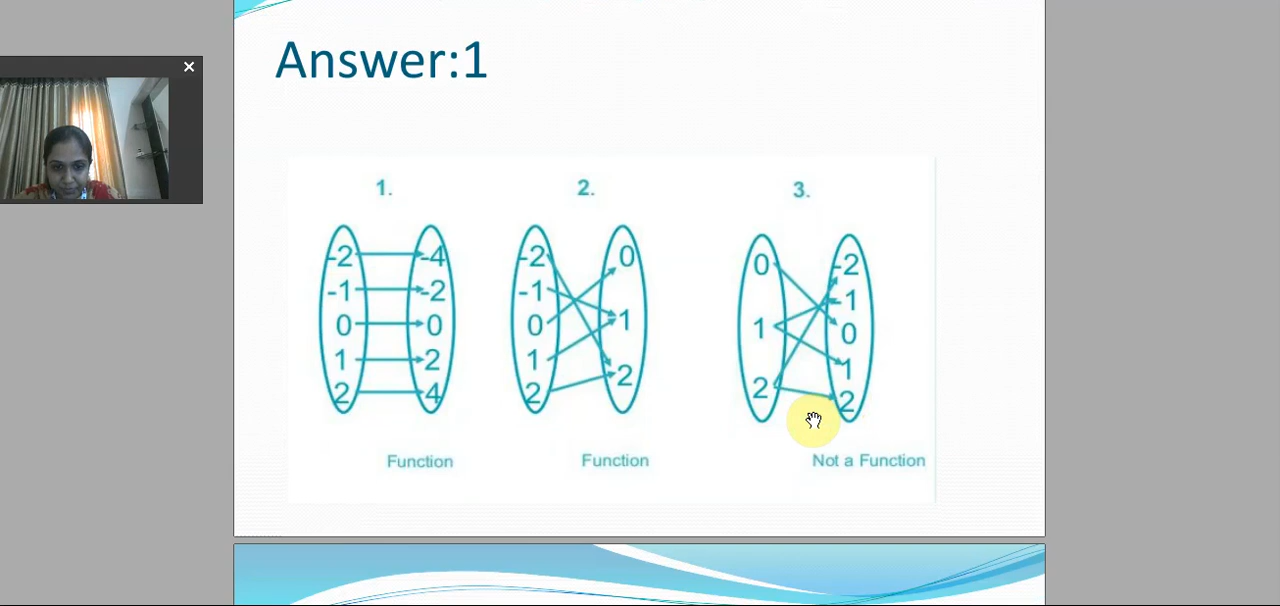 Answer:1
1. 2. 3.
-2 -4 -2 0 0 -2
-1 -2 -1 1 1 -1
0 0 0 2 2 0
1 2 1 1
2 4 2 2
Function Function Not a Function